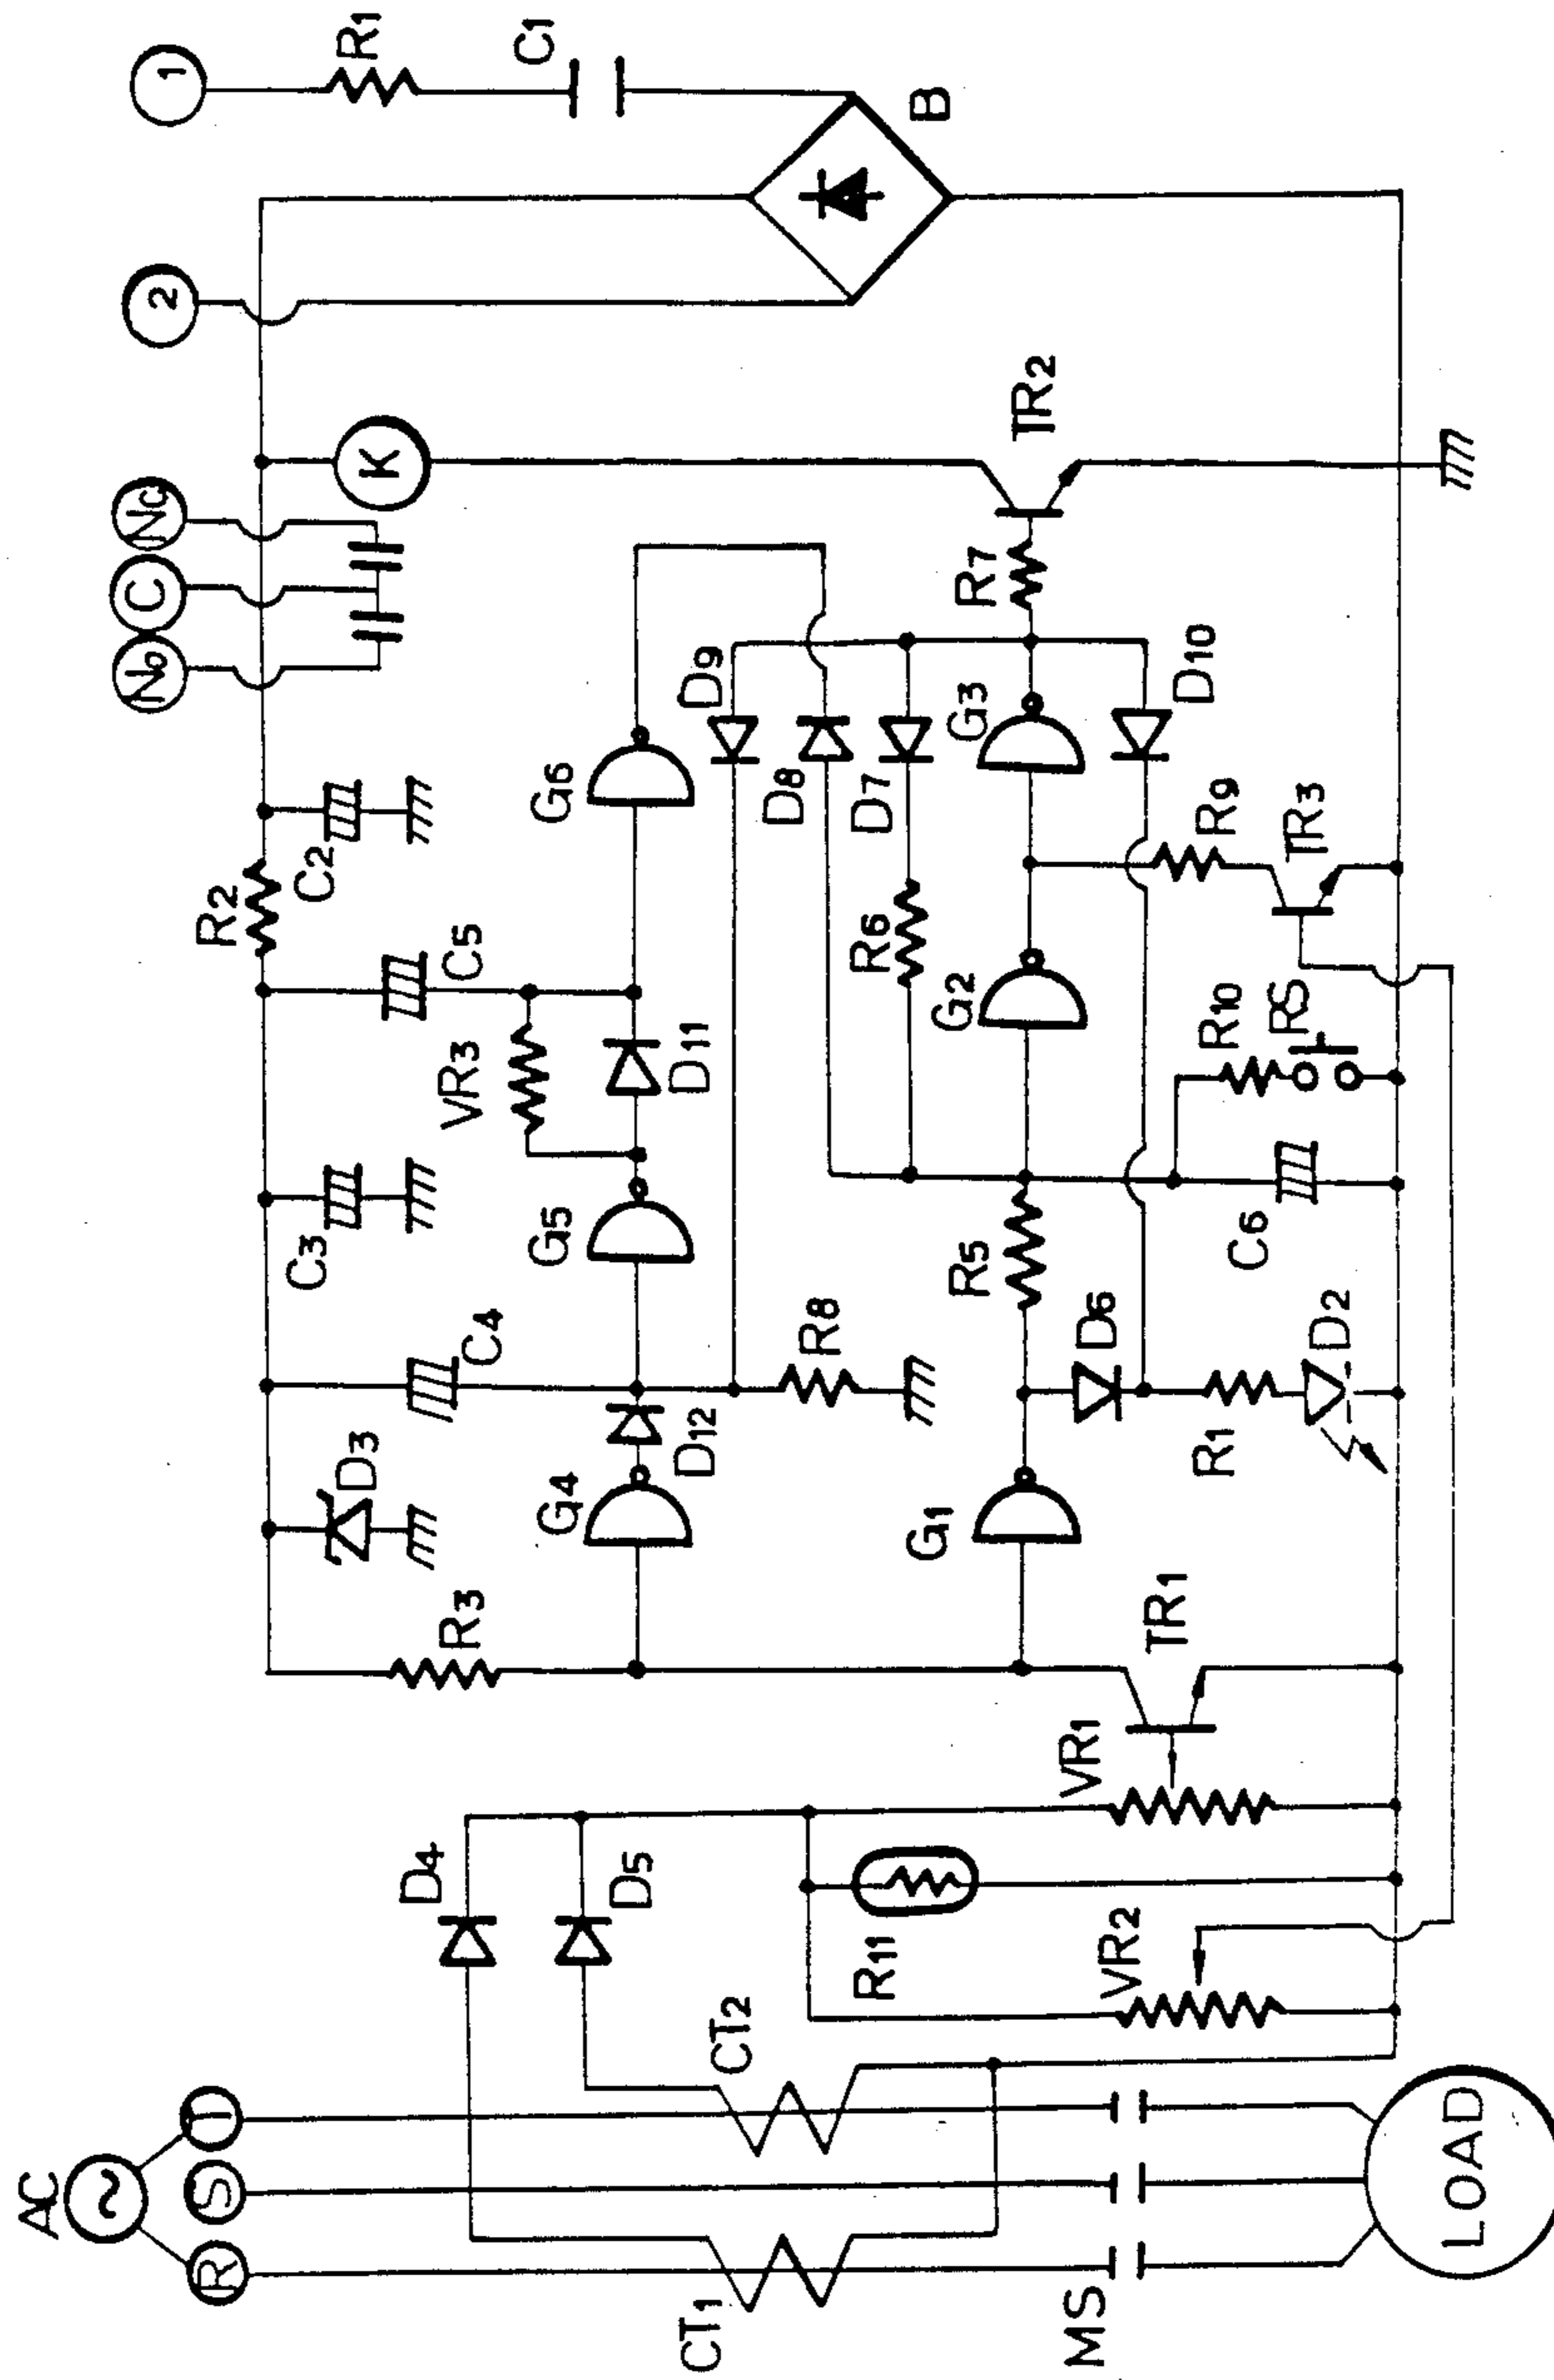 AC
R
S
T
CT1
CT2
MS
LOAD
D4
D5
R11
VR2
VR1
TR1
R3
D3
G4
D12
G1
C4
R8
D6
R1
D2
C3
G5
R5
C6
VR3
D11
C5
R10
RS
G2
R6
R2
C2
G6
D9
D8
D7
G3
D10
R9
TR3
R7
TR2
No
C
Nc
K
2
1
R1
C1
B